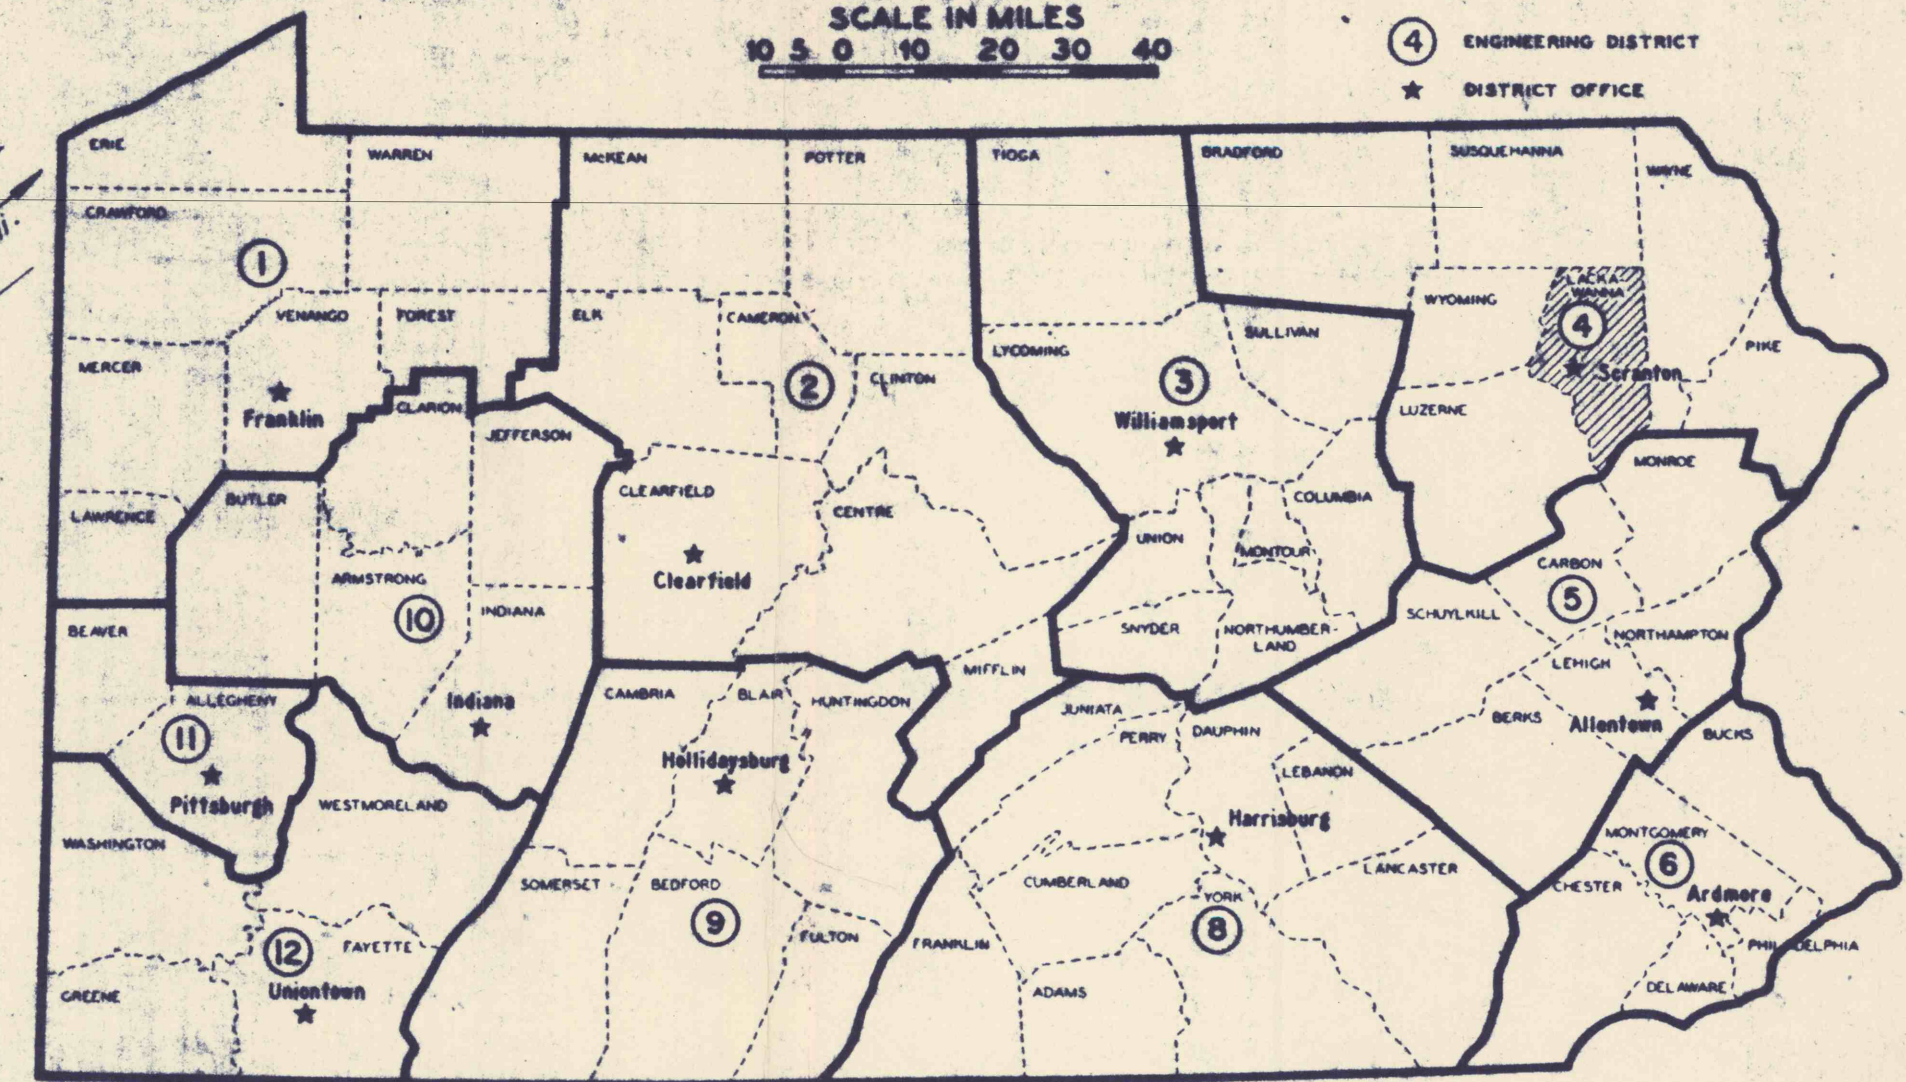 SCALE IN MILES
10 5 0 10 20 30 40
4 ENGINEERING DISTRICT
★ DISTRICT OFFICE
ERIE
WARREN
McKEAN
POTTER
TIOGA
BRADFORD
SUSQUEHANNA
WAYNE
CRAWFORD
1
VENANGO
FOREST
ELK
CAMERON
LYCOMING
SULLIVAN
WYOMING
LACKA-
WANNA
4
Scranton
PIKE
MERCER
Franklin
CLARION
JEFFERSON
2
CLINTON
3
Williamsport
LUZERNE
MONROE
LAWRENCE
BUTLER
CLEARFIELD
CENTRE
COLUMBIA
UNION
MONTOUR
Clearfield
ARMSTRONG
10
INDIANA
CARBON
5
SCHUYLKILL
BEAVER
SNYDER
NORTHUMBER-
LAND
NORTHAMPTON
LEHIGH
MIFFLIN
ALLEGHENY
Indiana
CAMBRIA
BLAIR
HUNTINGDON
JUNIATA
PERRY
DAUPHIN
BERKS
Allentown
BUCKS
11
Pittsburgh
Hollidaysburg
LEBANON
WESTMORELAND
Harrisburg
WASHINGTON
MONTGOMERY
6
SOMERSET
BEDFORD
CUMBERLAND
LANCASTER
CHESTER
Ardmore
YORK
9
8
12
FAYETTE
FULTON
FRANKLIN
PHILADELPHIA
GREENE
Uniontown
ADAMS
DELAWARE